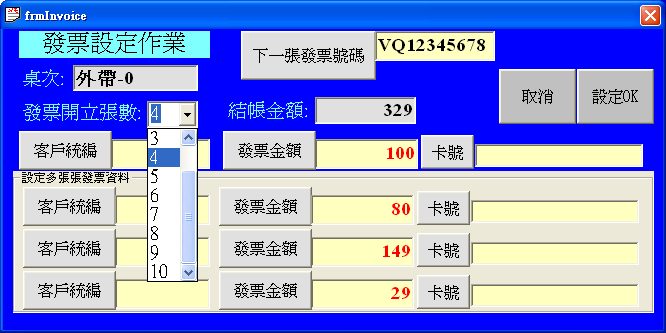 frmInvoice
發票設定作業
下一張發票號碼 VQ12345678
桌次: 外帶-0
取消 設定OK
發票開立張數: 4 結帳金額: 329
3
4
5
6
7
8
9
10
客戶統編 發票金額 100 卡號
設定多張張發票資料
客戶統編 發票金額 80 卡號
客戶統編 發票金額 149 卡號
客戶統編 發票金額 29 卡號